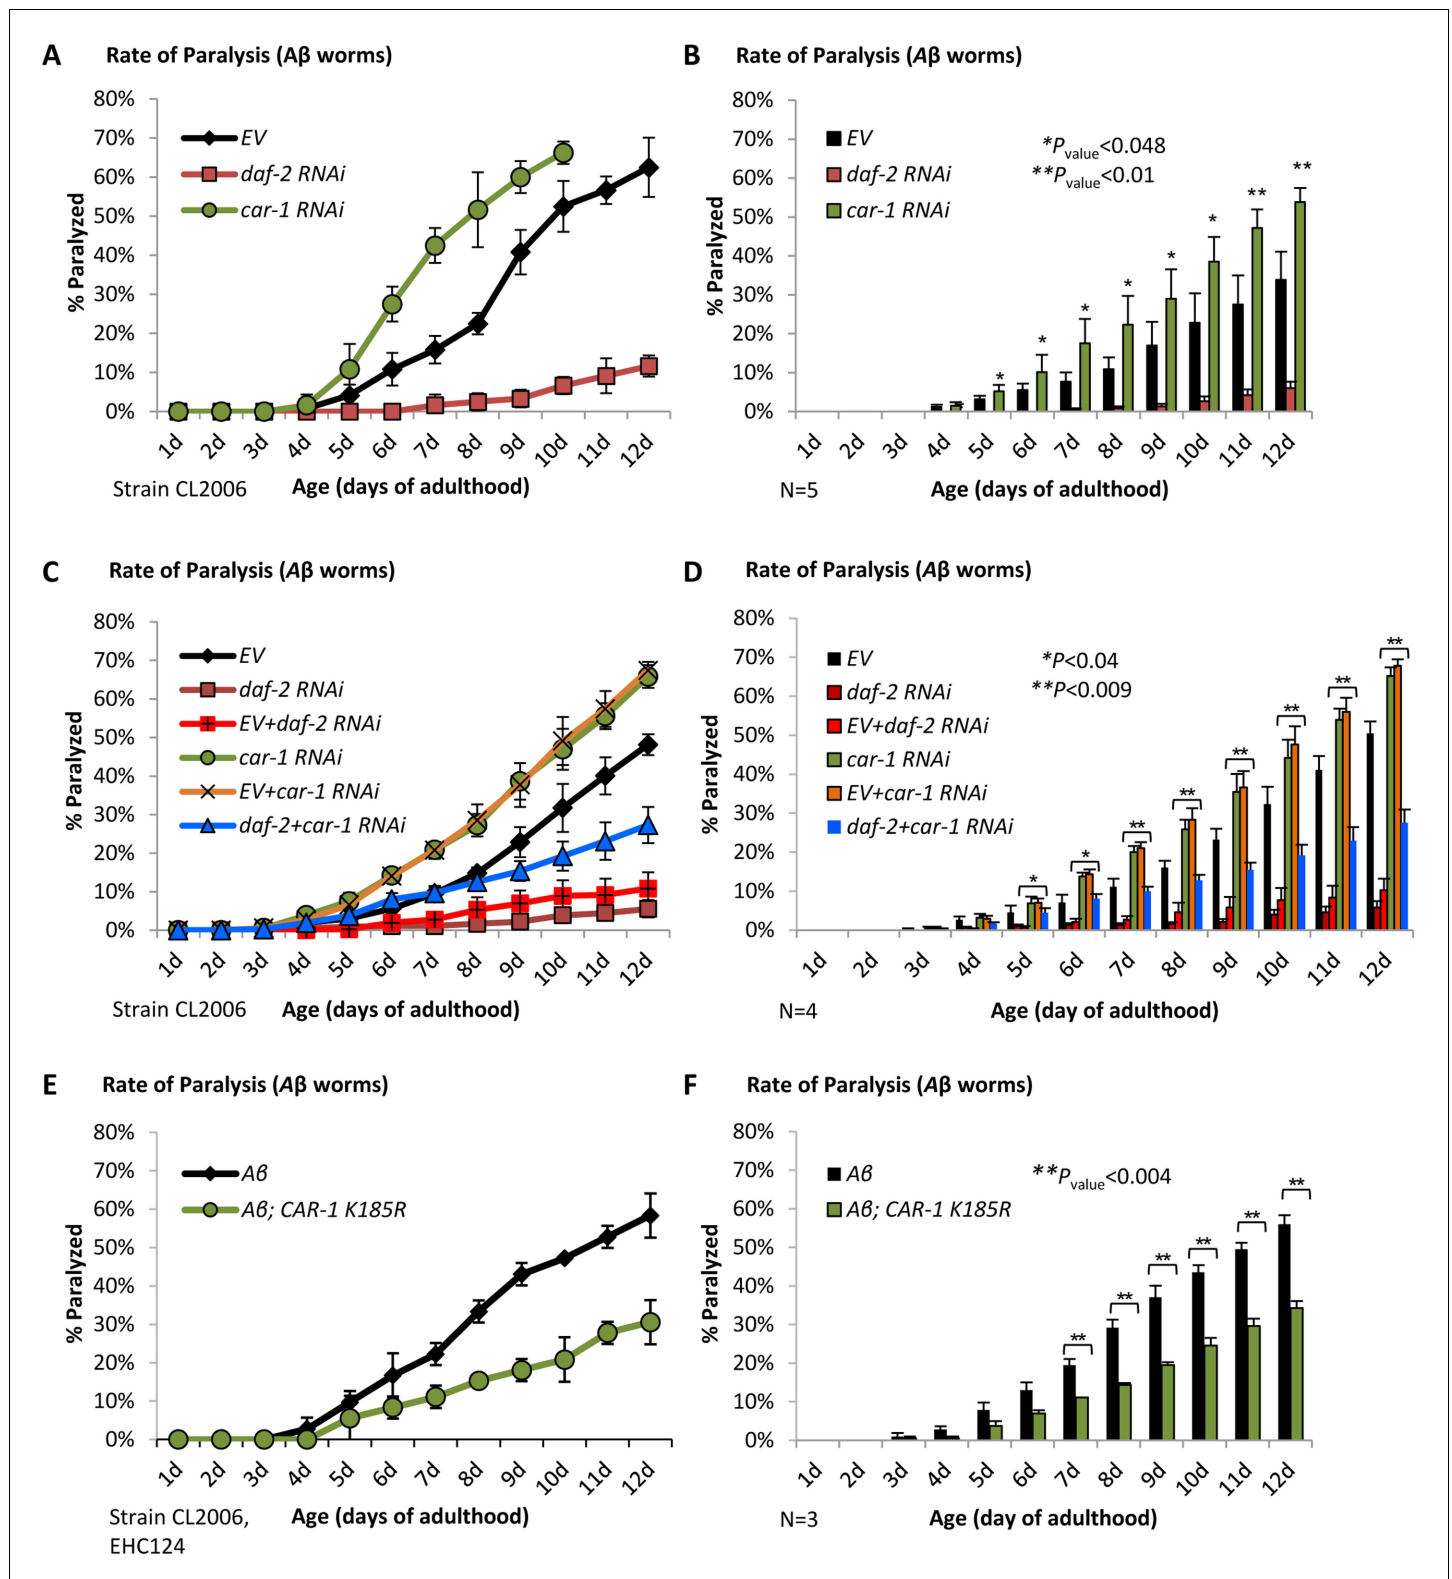 A Rate of Paralysis (Aβ worms)
80%
70%
60%
50%
40%
30%
20%
10%
0%
% Paralyzed
EV
daf-2 RNAi
car-1 RNAi
1d 2d 3d 4d 5d 6d 7d 8d 9d 10d 11d 12d
Strain CL2006 Age (days of adulthood)
B Rate of Paralysis (Aβ worms)
80%
70%
60%
50%
40%
30%
20%
10%
0%
% Paralyzed
EV
daf-2 RNAi
car-1 RNAi
*Pvalue<0.048
**Pvalue<0.01
* * * * * * ** **
1d 2d 3d 4d 5d 6d 7d 8d 9d 10d 11d 12d
N=5 Age (days of adulthood)
C Rate of Paralysis (Aβ worms)
80%
70%
60%
50%
40%
30%
20%
10%
0%
% Paralyzed
EV
daf-2 RNAi
EV+daf-2 RNAi
car-1 RNAi
EV+car-1 RNAi
daf-2+car-1 RNAi
1d 2d 3d 4d 5d 6d 7d 8d 9d 10d 11d 12d
Strain CL2006 Age (days of adulthood)
D Rate of Paralysis (Aβ worms)
80%
70%
60%
50%
40%
30%
20%
10%
0%
% Paralyzed
EV
daf-2 RNAi
EV+daf-2 RNAi
car-1 RNAi
EV+car-1 RNAi
daf-2+car-1 RNAi
*P<0.04
**P<0.009
* * ** ** ** ** ** **
1d 2d 3d 4d 5d 6d 7d 8d 9d 10d 11d 12d
N=4 Age (day of adulthood)
E Rate of Paralysis (Aβ worms)
80%
70%
60%
50%
40%
30%
20%
10%
0%
% Paralyzed
Aβ
Aβ; CAR-1 K185R
1d 2d 3d 4d 5d 6d 7d 8d 9d 10d 11d 12d
Strain CL2006, Age (days of adulthood)
EHC124
F Rate of Paralysis (Aβ worms)
80%
70%
60%
50%
40%
30%
20%
10%
0%
% Paralyzed
Aβ
Aβ; CAR-1 K185R
**Pvalue<0.004
** ** ** ** ** **
1d 2d 3d 4d 5d 6d 7d 8d 9d 10d 11d 12d
N=3 Age (day of adulthood)